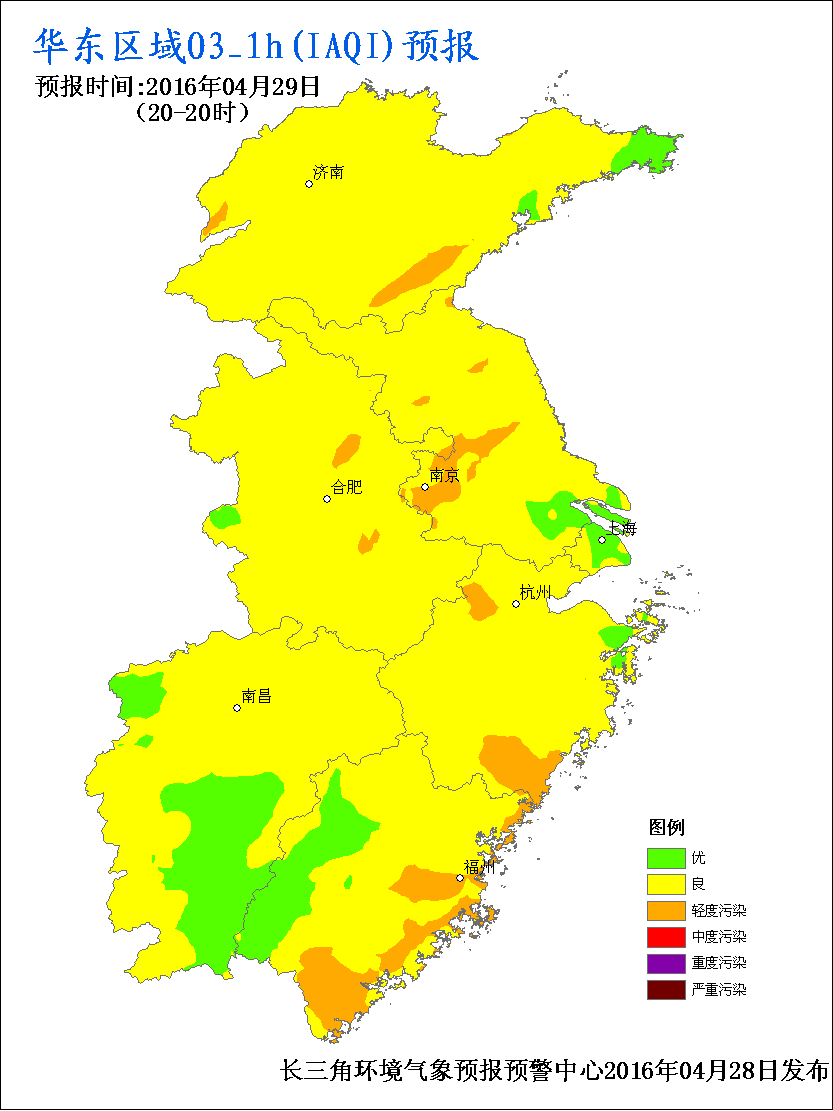 华东区域O3_1h(IAQI)预报
预报时间:2016年04月29日
(20-20时)
济南
南京
合肥
上海
杭州
南昌
福州
图例
优
良
轻度污染
中度污染
重度污染
严重污染
长三角环境气象预报预警中心2016年04月28日发布